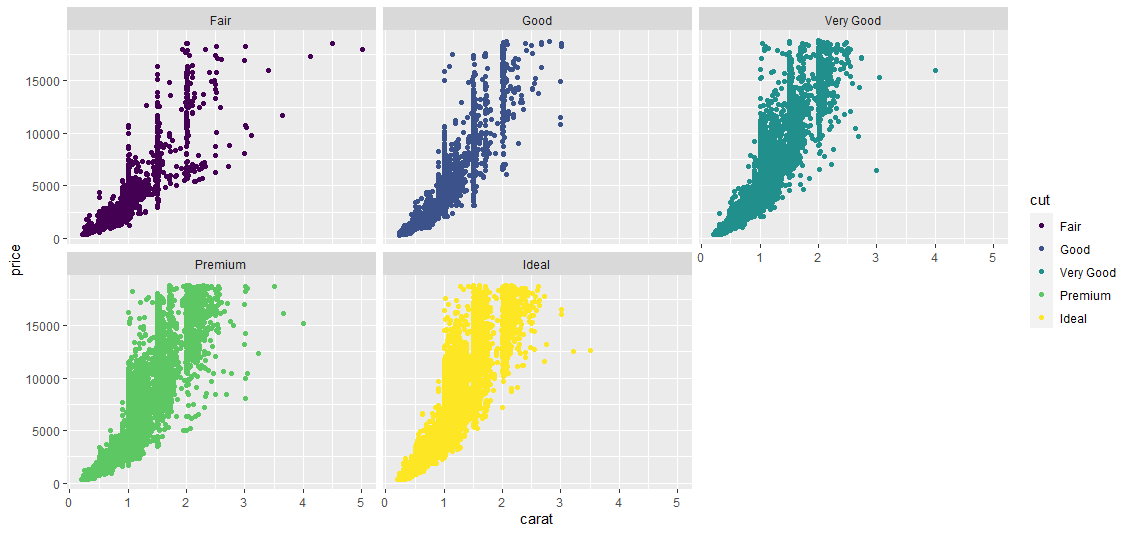 Fair
Good
Very Good
15000
10000
5000
0
0 1 2 3 4 5
price
Premium
Ideal
15000
10000
5000
0
0 1 2 3 4 5
0 1 2 3 4 5
carat
cut
Fair
Good
Very Good
Premium
Ideal